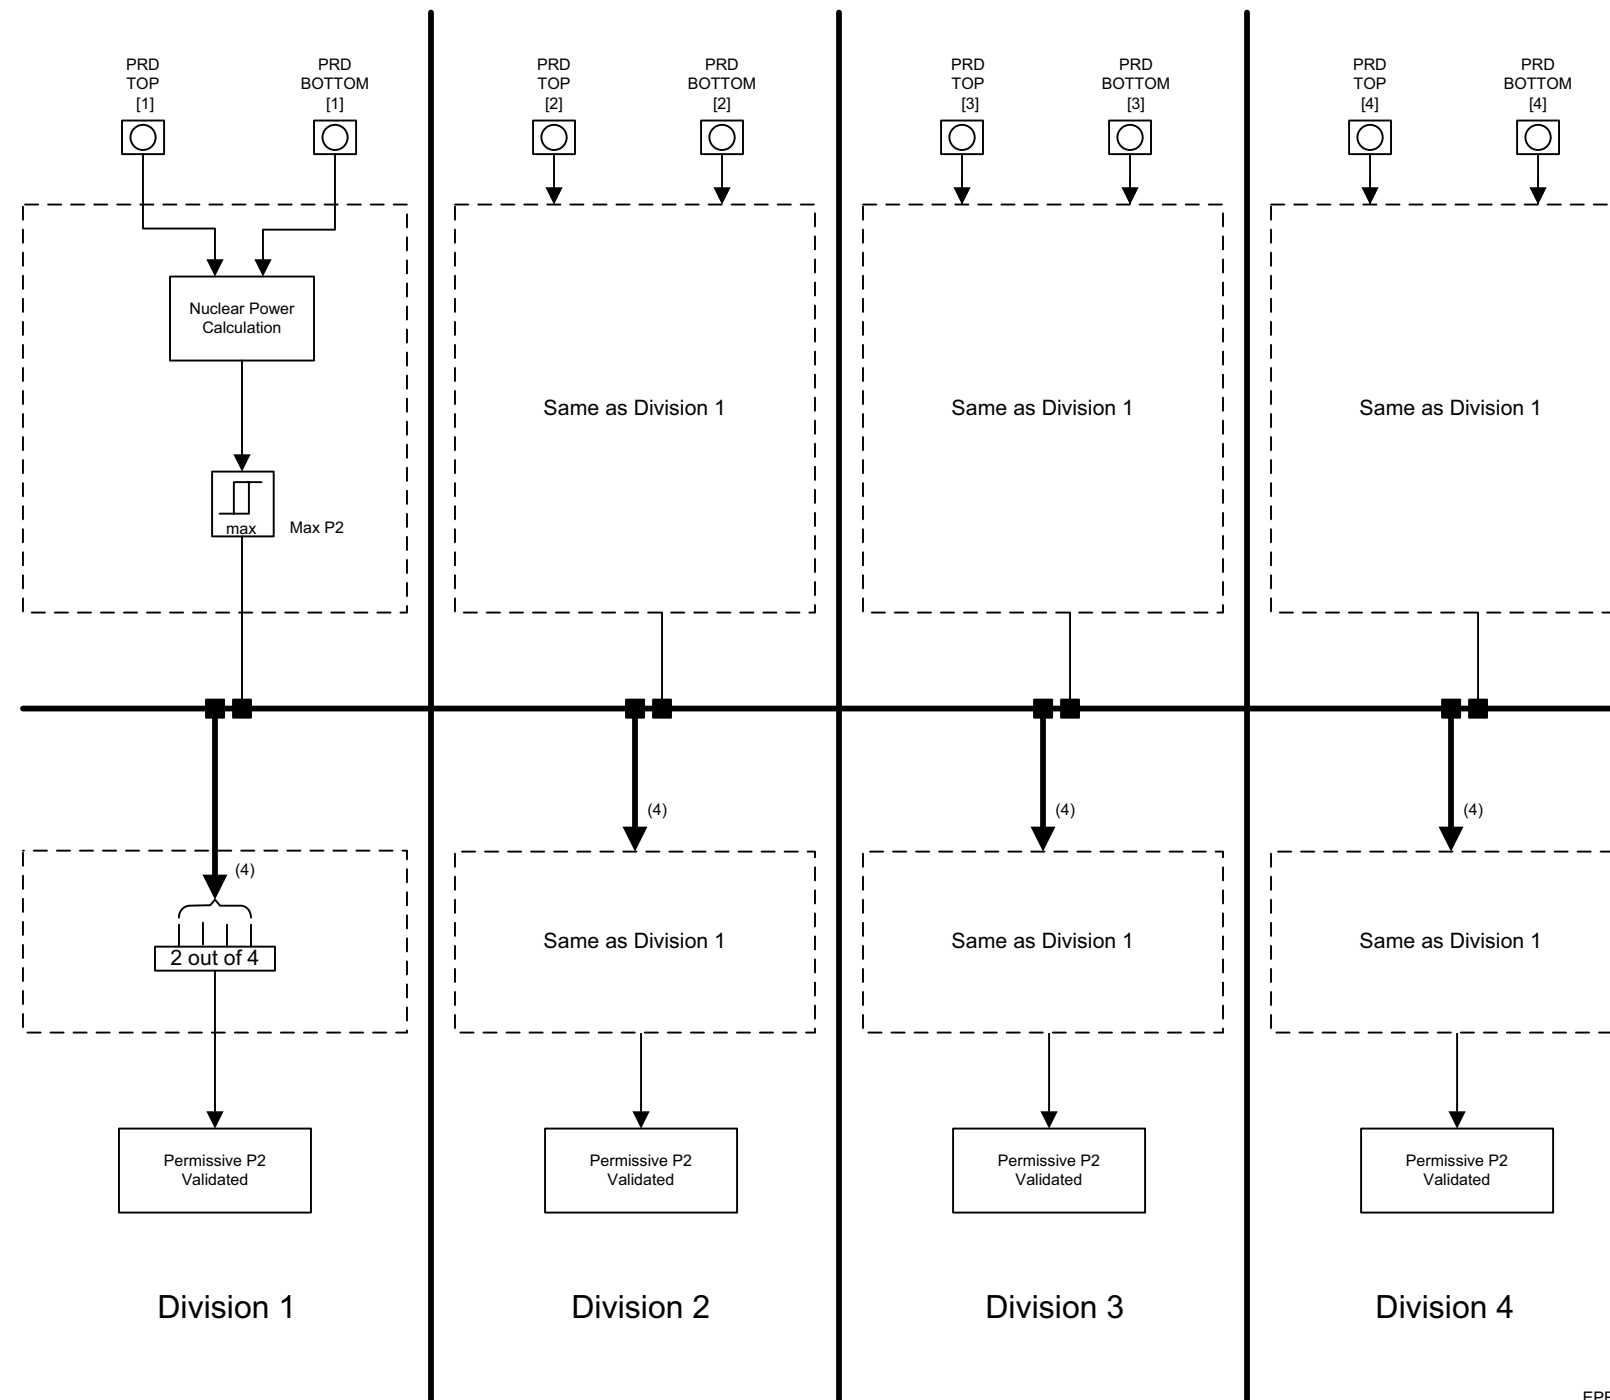 PRD
TOP
[1]
PRD
BOTTOM
[1]
PRD
TOP
[2]
PRD
BOTTOM
[2]
PRD
TOP
[3]
PRD
BOTTOM
[3]
PRD
TOP
[4]
PRD
BOTTOM
[4]
Nuclear Power
Calculation
max
Max P2
Same as Division 1
Same as Division 1
Same as Division 1
(4)
2 out of 4
(4)
Same as Division 1
(4)
Same as Division 1
(4)
Same as Division 1
Permissive P2
Validated
Permissive P2
Validated
Permissive P2
Validated
Permissive P2
Validated
Division 1
Division 2
Division 3
Division 4